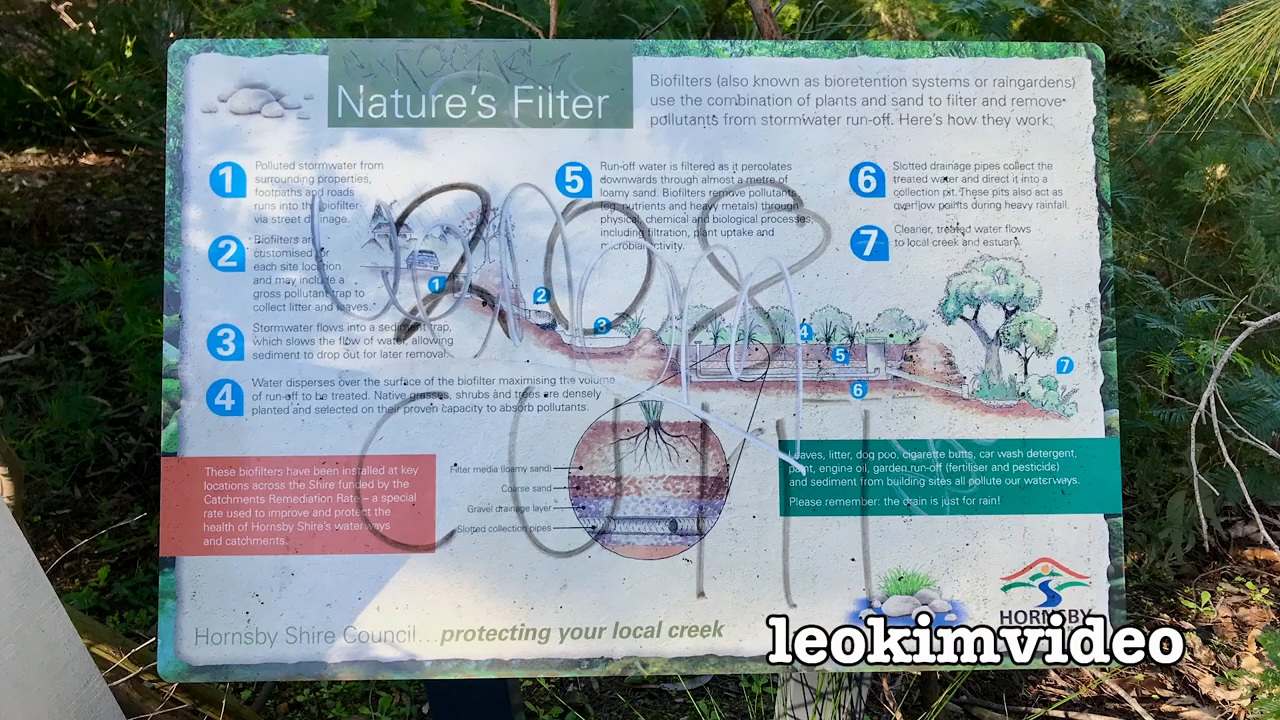 Nature's Filter
Biofilters (also known as bioretention systems or raingardens)
use the combination of plants and sand to filter and remove
pollutants from stormwater run-off. Here's how they work:
1
Polluted stormwater from
surrounding properties,
footpaths and roads
runs into the biofilter
via street drainage.
2
Biofilters are
customised for
each site location
and may include a
gross pollutant trap to
collect litter and leaves.
3
Stormwater flows into a sediment trap,
which slows the flow of water, allowing
sediment to drop out for later removal.
4
Water disperses over the surface of the biofilter maximising the volume
of run-off to be treated. Native grasses, shrubs and trees are densely
planted and selected on their proven capacity to absorb pollutants.
5
Run-off water is filtered as it percolates
downwards through almost a metre of
loamy sand. Biofilters remove pollutants
(eg. nutrients and heavy metals) through
physical, chemical and biological processes,
including filtration, plant uptake and
microbial activity.
6
Slotted drainage pipes collect the
treated water and direct it into a
collection pit. These pits also act as
overflow points during heavy rainfall.
7
Cleaner, treated water flows
to local creek and estuary.
1
2
3
4
5
6
7
Filter media (loamy sand)
Coarse sand
Gravel drainage layer
Slotted collection pipes
These biofilters have been installed at key
locations across the Shire funded by the
Catchments Remediation Rate – a special
rate used to improve and protect the
health of Hornsby Shire's waterways
and catchments.
Leaves, litter, dog poo, cigarette butts, car wash detergent,
paint, engine oil, garden run-off (fertiliser and pesticide)
and sediment from building sites all pollute our waterways.
Please remember: the drain is just for rain!
Hornsby Shire Council...protecting your local creek
HORNSBY
leokimvideo